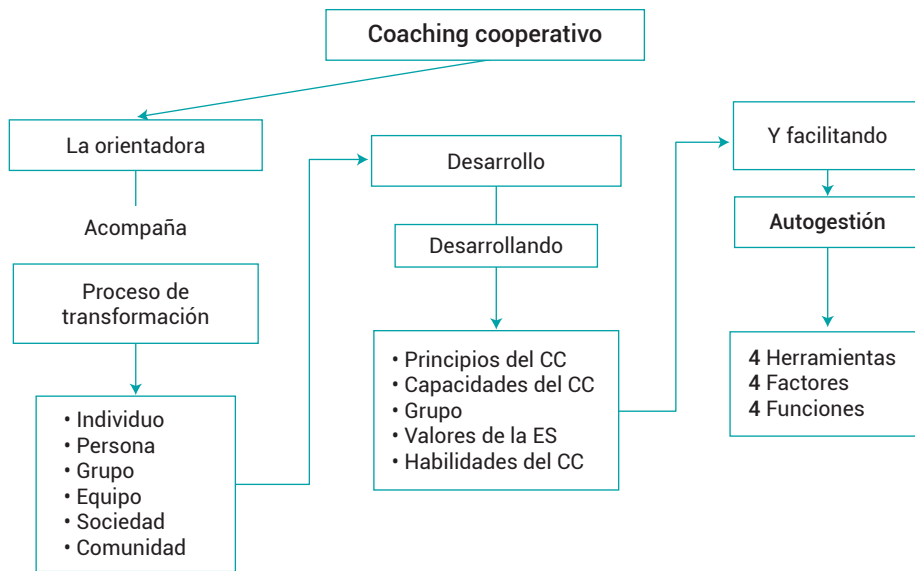 Coaching cooperativo
La orientadora
Acompaña
Proceso de
transformación
• Individuo
• Persona
• Grupo
• Equipo
• Sociedad
• Comunidad
Desarrollo
Desarrollando
• Principios del CC
• Capacidades del CC
• Grupo
• Valores de la ES
• Habilidades del CC
Y facilitando
Autogestión
4 Herramientas
4 Factores
4 Funciones